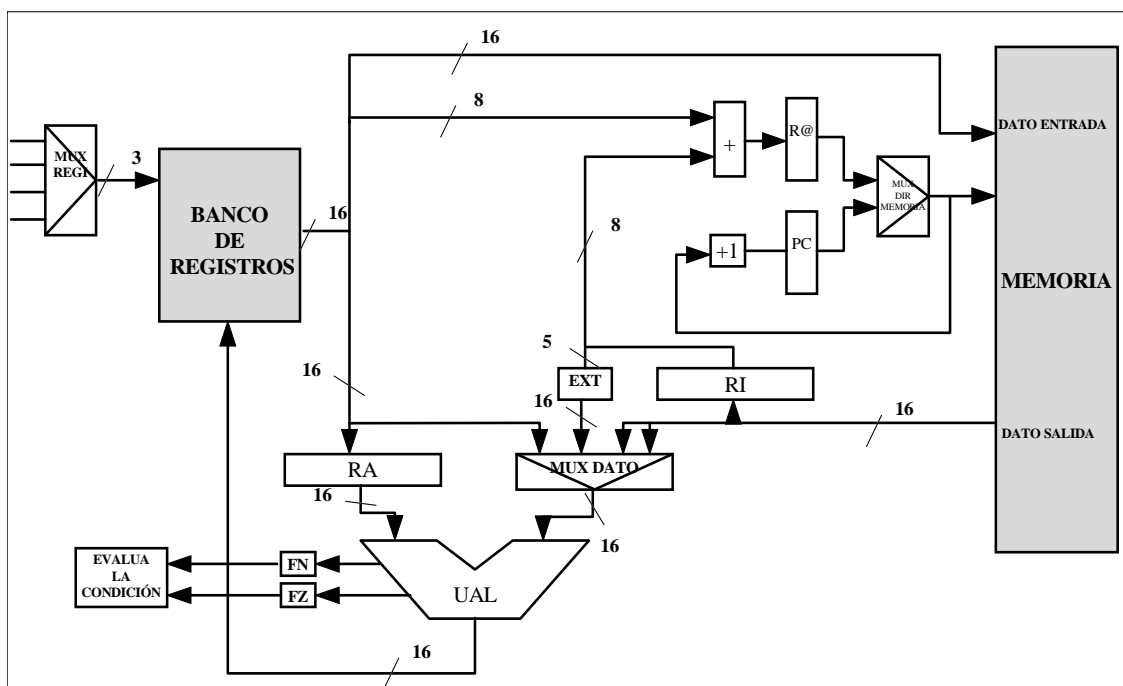 16
8
MUX
REGI
3
BANCO
DE
REGISTROS
16
+
R@
MUX
DIR
MEMORIA
DATO ENTRADA
8
+1
PC
MEMORIA
5
EXT
RI
16
16
16
DATO SALIDA
RA
MUX DATO
16
16
EVALUA
LA
CONDICIÓN
FN
FZ
UAL
16